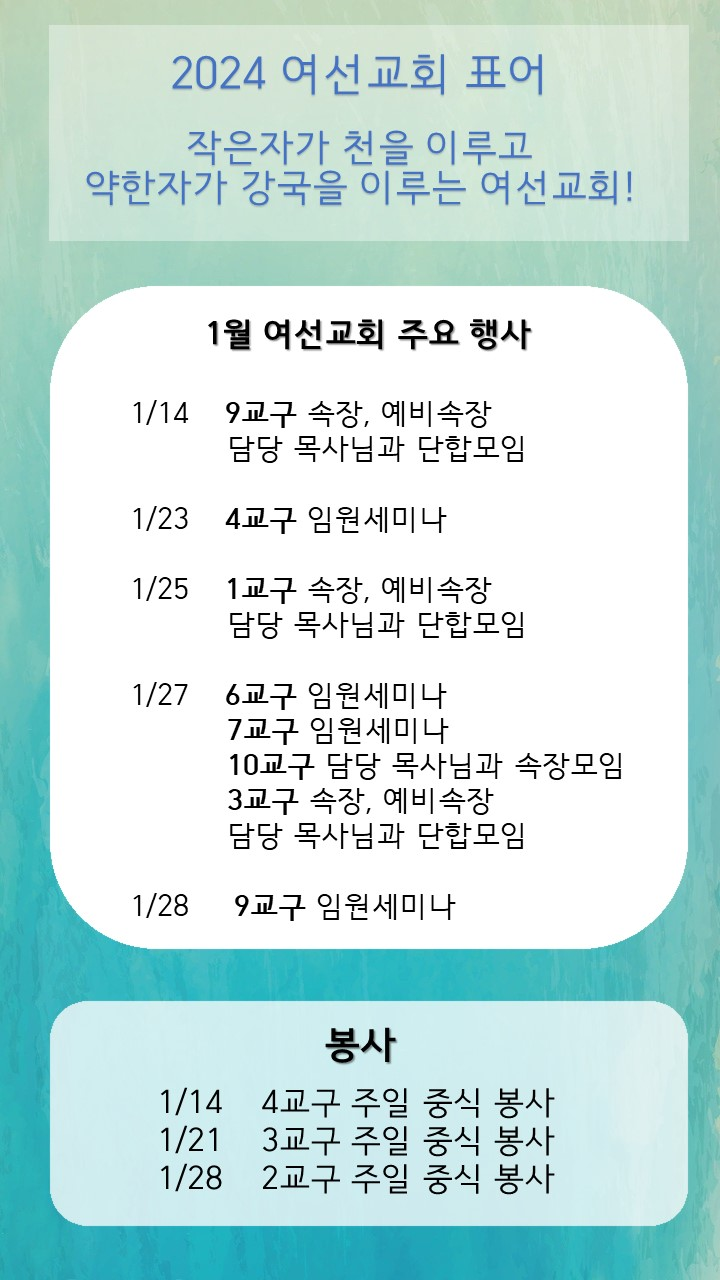 2024 여선교회 표어
작은자가 천을 이루고
약한자가 강국을 이루는 여선교회!
1월 여선교회 주요 행사
1/14 9교구 속장, 예비속장
담당 목사님과 단합모임
1/23 4교구 임원세미나
1/25 1교구 속장, 예비속장
담당 목사님과 단합모임
1/27 6교구 임원세미나
7교구 임원세미나
10교구 담당 목사님과 속장모임
3교구 속장, 예비속장
담당 목사님과 단합모임
1/28 9교구 임원세미나
봉사
1/14 4교구 주일 중식 봉사
1/21 3교구 주일 중식 봉사
1/28 2교구 주일 중식 봉사